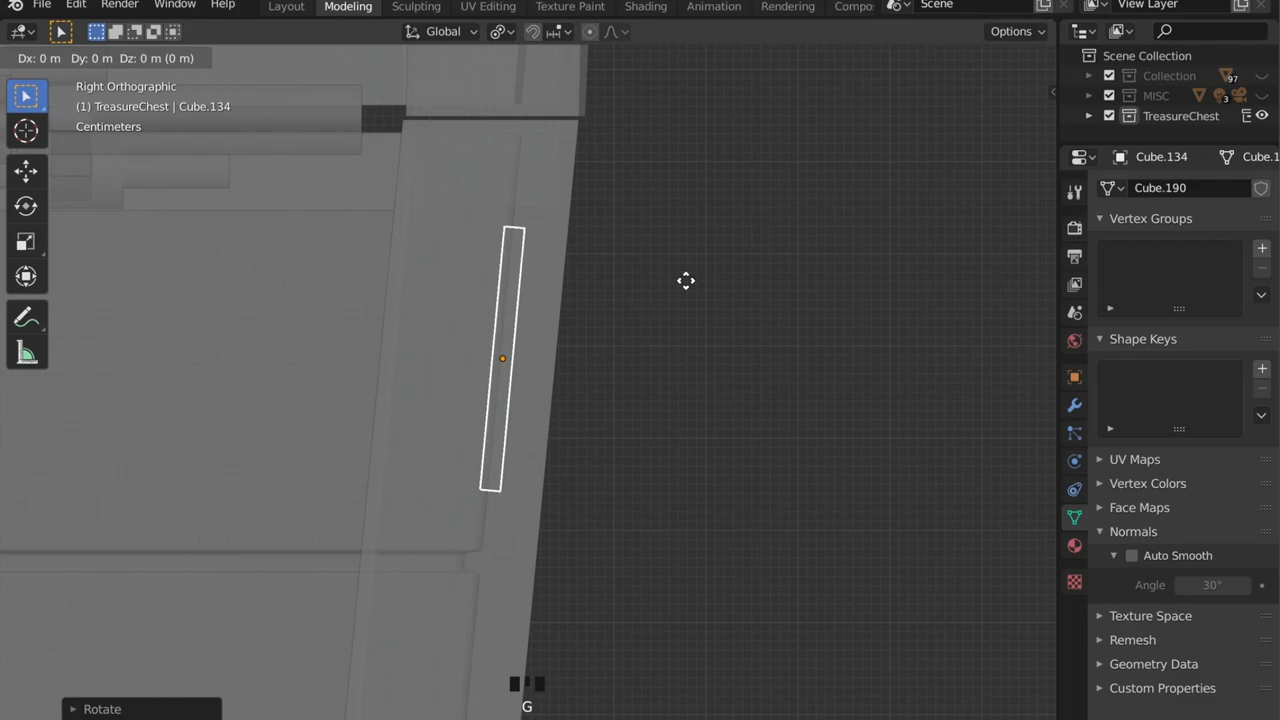 File Edit Render Window Help Layout Modeling Sculpting UV Editing Texture Paint Shading Animation Rendering Compo Scene View Layer
Global Options
Dx: 0 m Dy: 0 m Dz: 0 m (0 m)
Right Orthographic
(1) TreasureChest | Cube.134
Centimeters
Scene Collection
Collection 97
MISC 3
TreasureChest
Cube.134 Cube.1
Cube.190
Vertex Groups
Shape Keys
UV Maps
Vertex Colors
Face Maps
Normals
Auto Smooth
Angle 30°
Texture Space
Remesh
Geometry Data
Custom Properties
G
Rotate